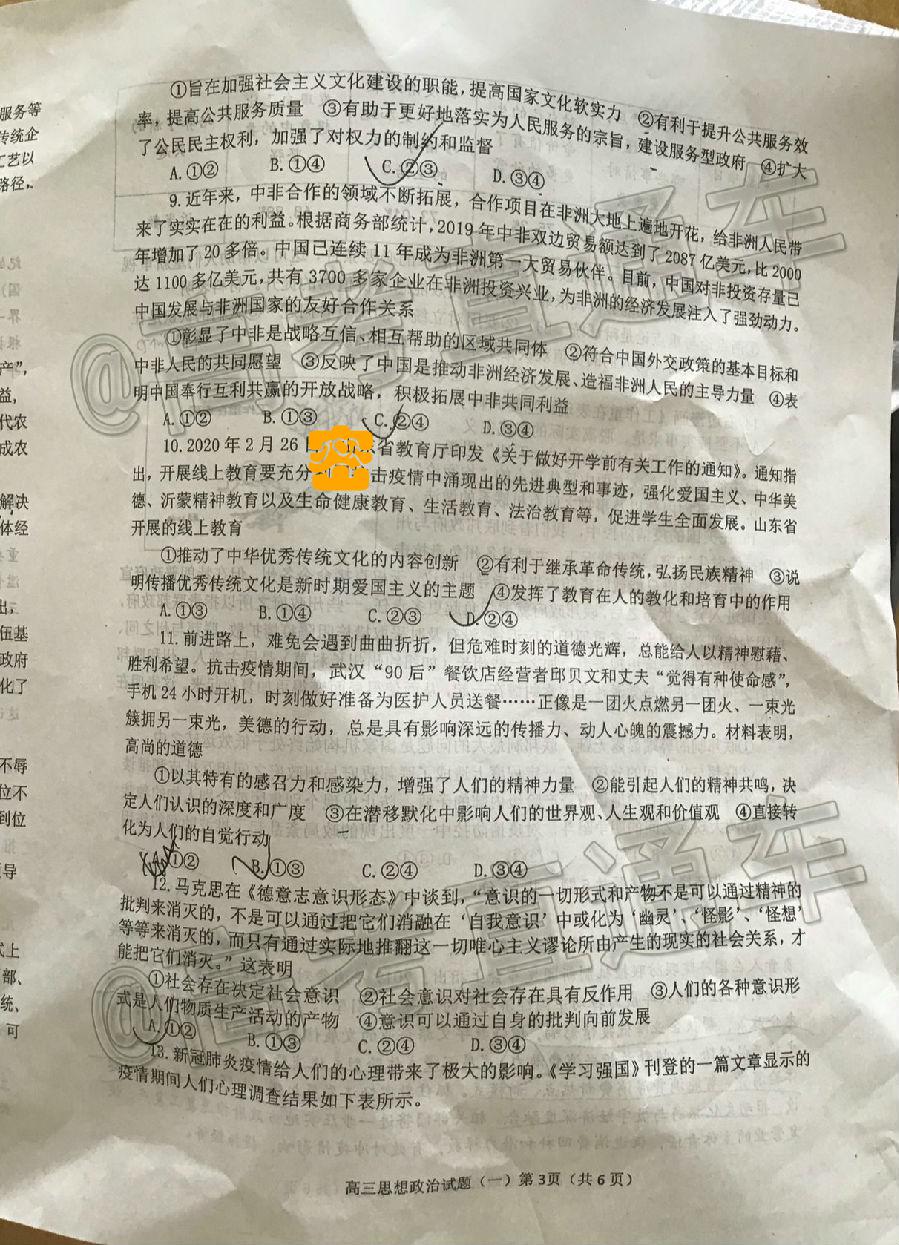 ①旨在加强社会主义文化建设的职能，提高国家文化软实力 ②有利于提升公共服务效
率，提高公共服务质量 ③有助于更好地落实为人民服务的宗旨，建设服务型政府 ④扩大
了公民民主权利，加强了对权力的制约和监督
A.①② B.①④ C.②③ D.③④
9.近年来，中非合作的领域不断拓展，合作项目在非洲大地上遍地开花，给非洲人民带
来了实实在在的利益。根据商务部统计，2019年中非双边贸易额达到了2087亿美元，比2000
年增加了20多倍。中国已连续11年成为非洲第一大贸易伙伴。目前，中国对非投资存量已
达1100多亿美元，共有3700多家企业在非洲投资兴业，为非洲的经济发展注入了强劲动力。
中国发展与非洲国家的友好合作关系
①彰显了中非是战略互信、相互帮助的区域共同体 ②符合中国外交政策的基本目标和
中非人民的共同愿望 ③反映了中国是推动非洲经济发展、造福非洲人民的主导力量 ④表
明中国奉行互利共赢的开放战略，积极拓展中非共同利益
A.①② B.①③ C.②④ D.③④
10.2020年2月26 省教育厅印发《关于做好开学前有关工作的通知》。通知指
出，开展线上教育要充分 击疫情中涌现出的先进典型和事迹，强化爱国主义、中华美
德、沂蒙精神教育以及生命健康教育、生活教育、法治教育等，促进学生全面发展。山东省
开展的线上教育
①推动了中华优秀传统文化的内容创新 ②有利于继承革命传统，弘扬民族精神 ③说
明传播优秀传统文化是新时期爱国主义的主题 ④发挥了教育在人的教化和培育中的作用
A.①③ B.①④ C.②③ D.②④
11.前进路上，难免会遇到曲曲折折，但危难时刻的道德光辉，总能给人以精神慰藉、
胜利希望。抗击疫情期间，武汉“90后”餐饮店经营者邱贝文和丈夫“觉得有种使命感”，
手机24小时开机，时刻做好准备为医护人员送餐……正像是一团火点燃另一团火、一束光
簇拥另一束光，美德的行动，总是具有影响深远的传播力、动人心魄的震撼力。材料表明，
高尚的道德
①以其特有的感召力和感染力，增强了人们的精神力量 ②能引起人们的精神共鸣，决
定人们认识的深度和广度 ③在潜移默化中影响人们的世界观、人生观和价值观 ④直接转
化为人们的自觉行动
①② B.①③ C.②④ D.③④
12.马克思在《德意志意识形态》中谈到，“意识的一切形式和产物不是可以通过精神的
批判来消灭的，不是可以通过把它们消融在‘自我意识’中或化为‘幽灵’、‘怪影’、‘怪想’
等等来消灭的，而只有通过实际地推翻这一切唯心主义谬论所由产生的现实的社会关系，才
能把它们消灭。”这表明
①社会存在决定社会意识 ②社会意识对社会存在具有反作用 ③人们的各种意识形
式是人们物质生产活动的产物 ④意识可以通过自身的批判向前发展
A.①② B.①③ C.②④ D.③④
13.新冠肺炎疫情给人们的心理带来了极大的影响。《学习强国》刊登的一篇文章显示的
疫情期间人们心理调查结果如下表所示。
高三思想政治试题（一）第3页（共6页）
服务等
传统企
工艺以
路径。
产”，
益，
代农
成农
解决
体经
出，
伍基
政府
化了
不辱
位不
到位
领导
式上
部、
统、
可
@高考直通车
@高考直通车